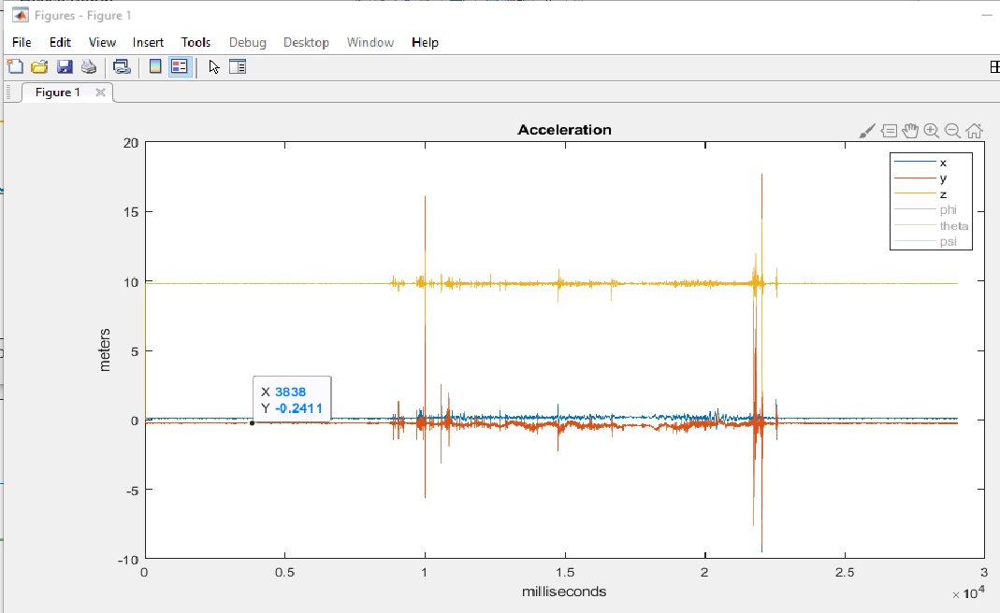 Figures - Figure 1
File Edit View Insert Tools Debug Desktop Window Help
Figure 1
Acceleration
20
15
10
5
0
-5
-10
meters
X 3838
Y -0.2411
x
y
z
phi
theta
psi
0 0.5 1 1.5 2 2.5 3
milliseconds
× 10^4